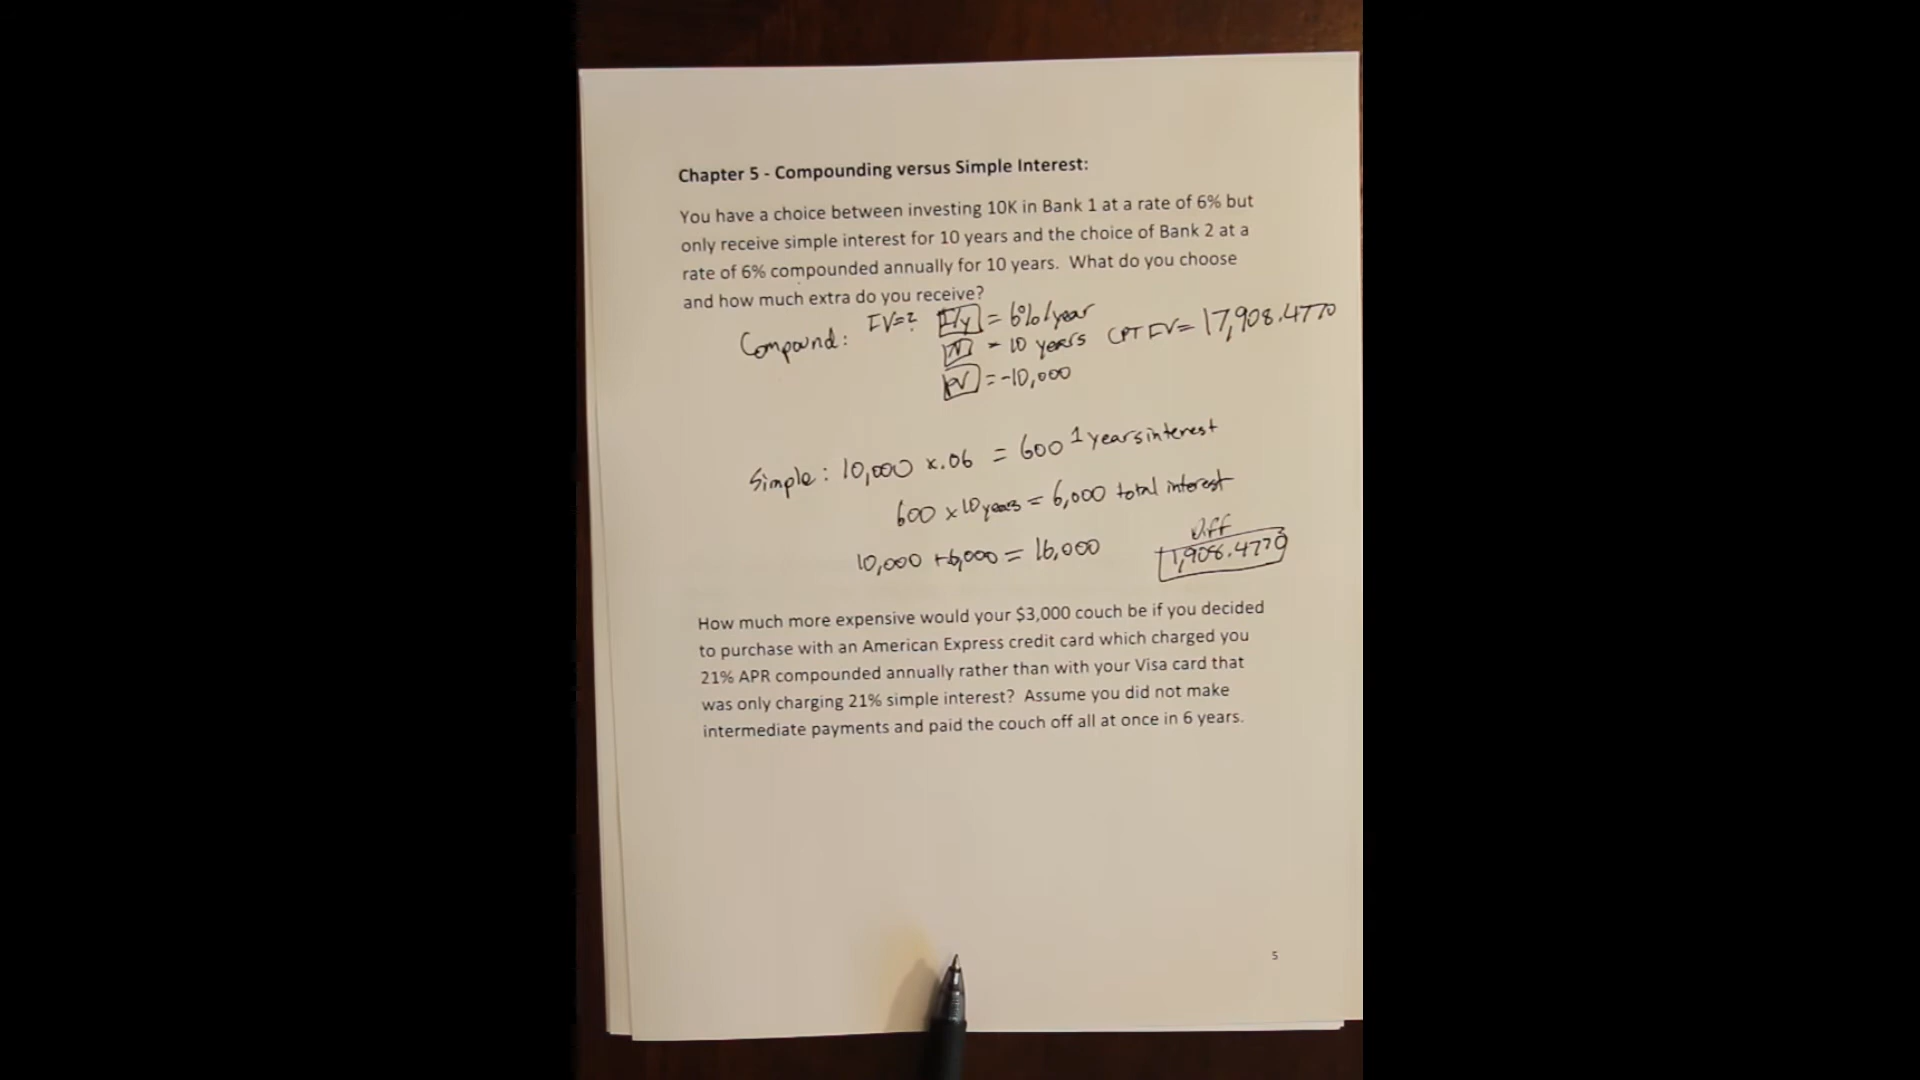 Chapter 5 - Compounding versus Simple Interest:
You have a choice between investing 10K in Bank 1 at a rate of 6% but
only receive simple interest for 10 years and the choice of Bank 2 at a
rate of 6% compounded annually for 10 years. What do you choose
and how much extra do you receive?
Compound: FV=? I/y = 6%/year CPT FV = 17,908.4770
N = 10 years
PV = -10,000
Simple: 10,000 x .06 = 600 1 years interest
600 x 10 years = 6,000 total interest
10,000 + 6,000 = 16,000
Diff
1,908.4770
How much more expensive would your $3,000 couch be if you decided
to purchase with an American Express credit card which charged you
21% APR compounded annually rather than with your Visa card that
was only charging 21% simple interest? Assume you did not make
intermediate payments and paid the couch off all at once in 6 years.
5